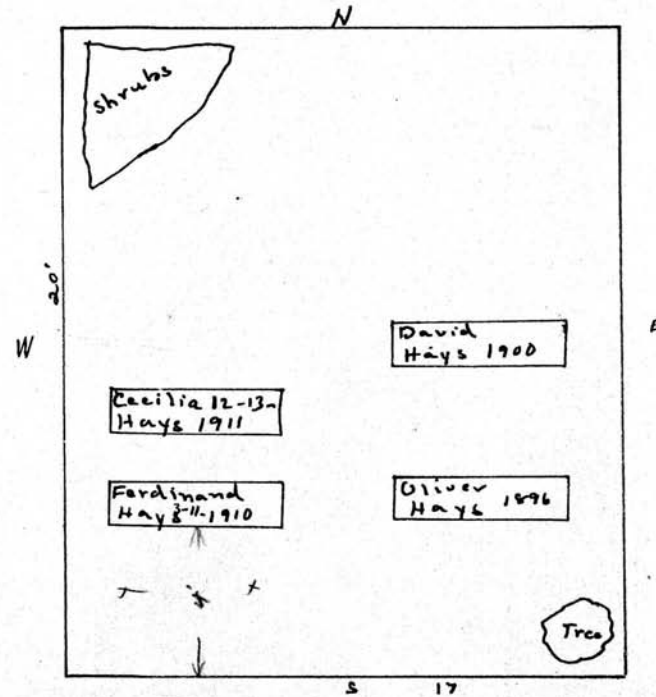 N
Shrubs
20'
W
E
David
Hays 1900
Cecilia 12-13-
Hays 1911
Ferdinand
Hays 3-11-1910
Oliver 1896
Hays
Tree
S 17